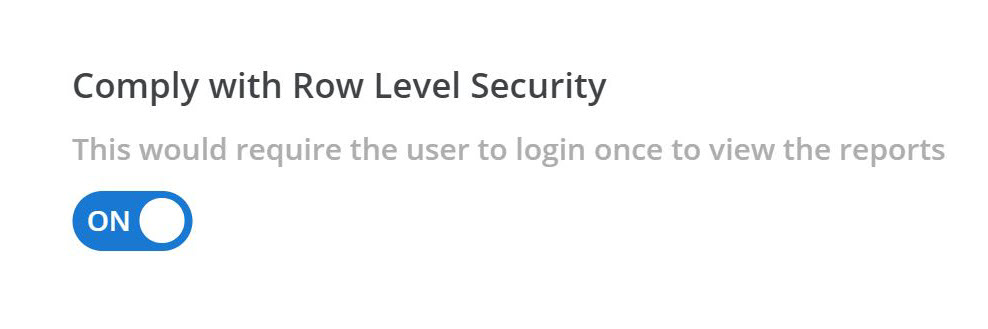 Comply with Row Level Security
This would require the user to login once to view the reports
ON